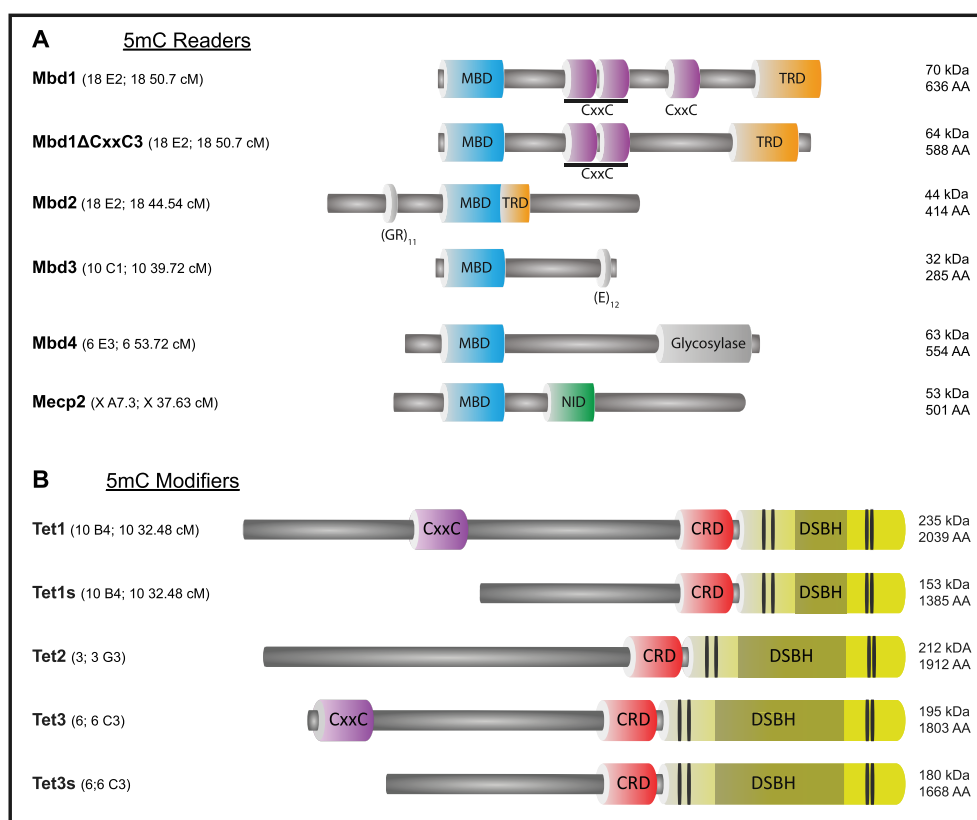 A 5mC Readers
Mbd1 (18 E2; 18 50.7 cM) MBD TRD 70 kDa
636 AA
CxxC CxxC
Mbd1ΔCxxC3 (18 E2; 18 50.7 cM) MBD TRD 64 kDa
588 AA
CxxC
Mbd2 (18 E2; 18 44.54 cM) MBD TRD 44 kDa
414 AA
(GR)11
Mbd3 (10 C1; 10 39.72 cM) MBD 32 kDa
285 AA
(E)12
Mbd4 (6 E3; 6 53.72 cM) MBD Glycosylase 63 kDa
554 AA
Mecp2 (X A7.3; X 37.63 cM) MBD NID 53 kDa
501 AA
B 5mC Modifiers
Tet1 (10 B4; 10 32.48 cM) CxxC CRD DSBH 235 kDa
2039 AA
Tet1s (10 B4; 10 32.48 cM) CRD DSBH 153 kDa
1385 AA
Tet2 (3; 3 G3) CRD DSBH 212 kDa
1912 AA
Tet3 (6; 6 C3) CxxC CRD DSBH 195 kDa
1803 AA
Tet3s (6;6 C3) CRD DSBH 180 kDa
1668 AA